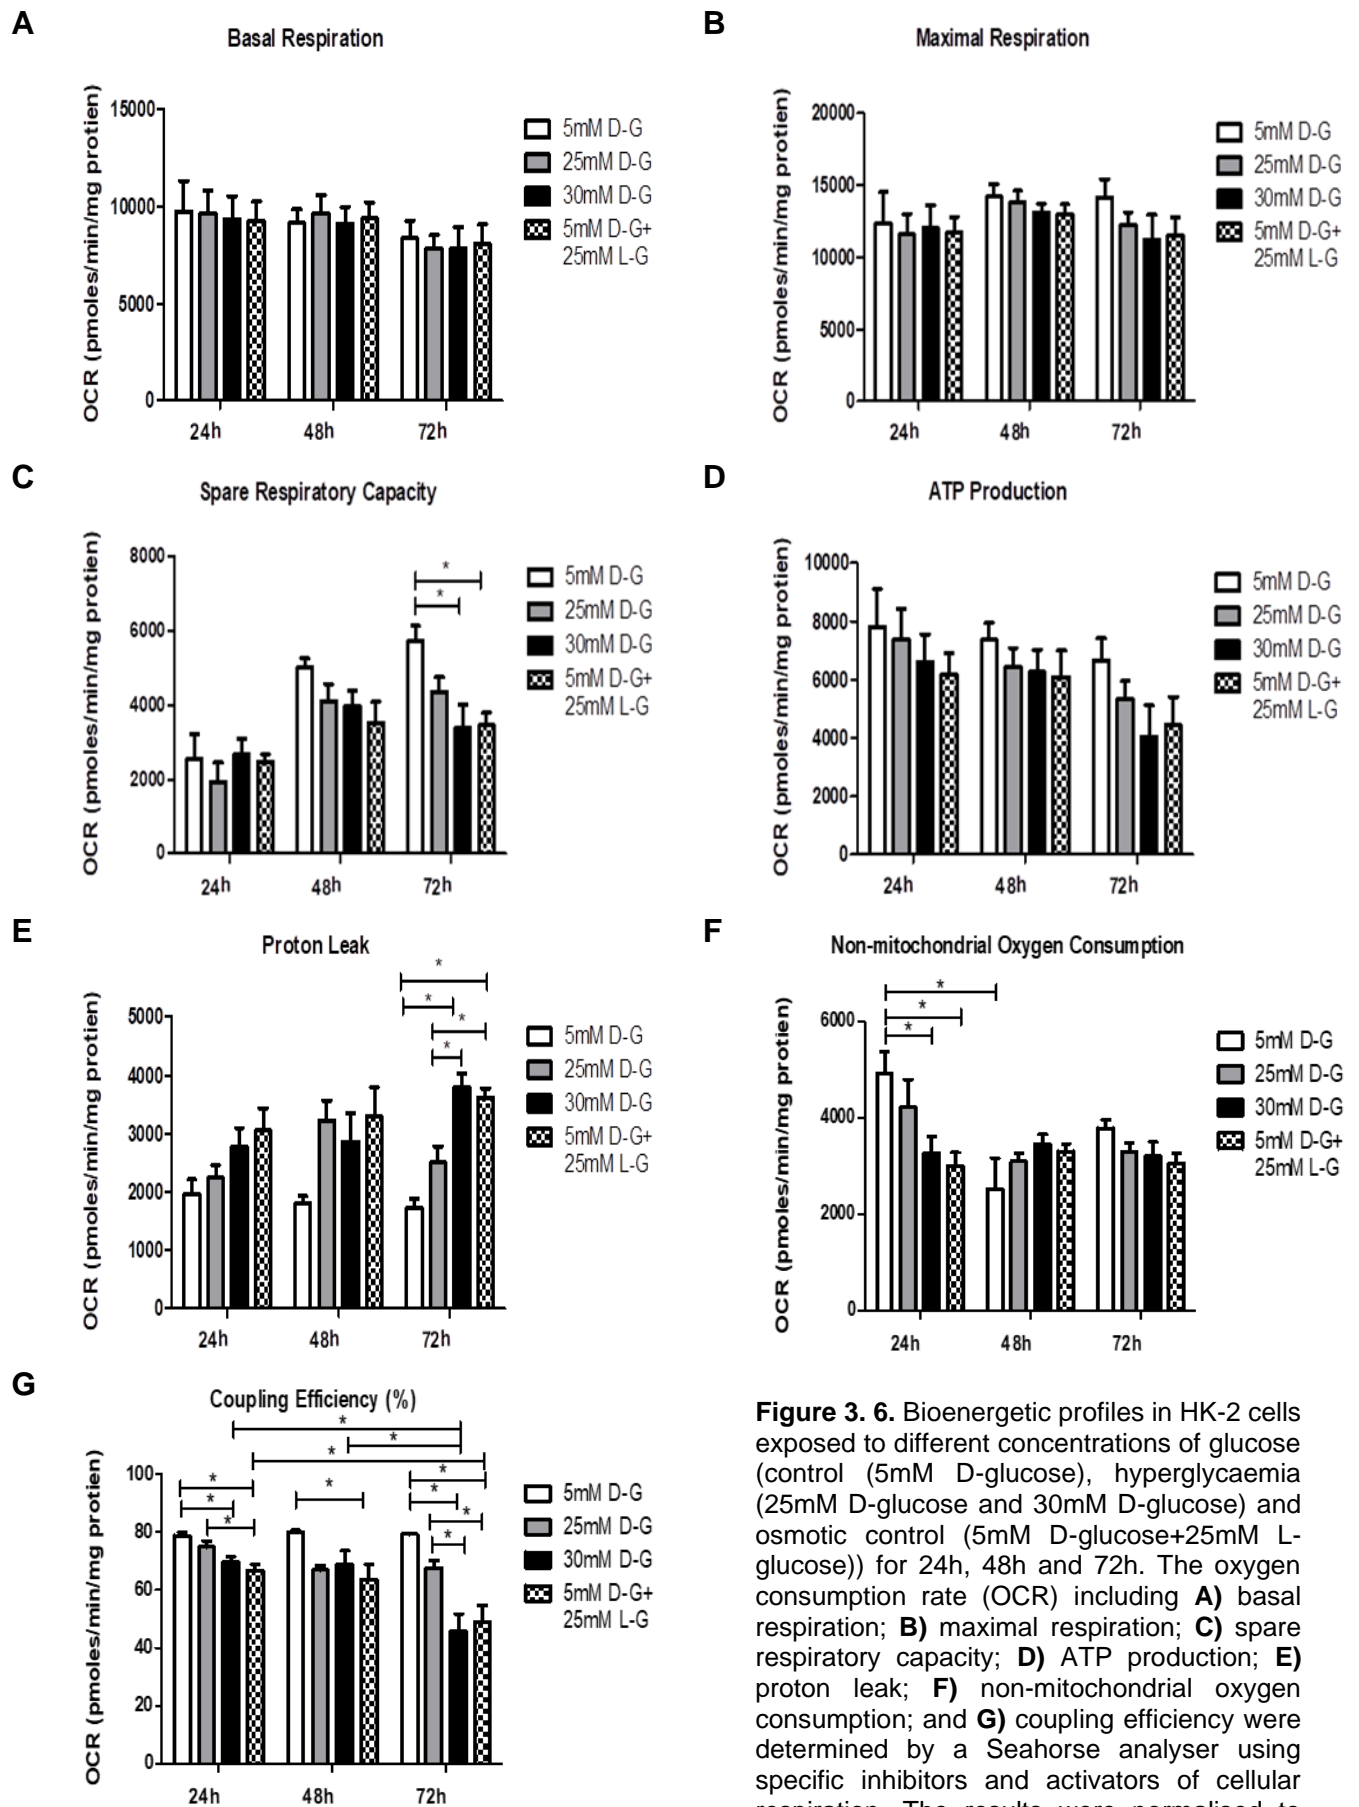 A
Basal Respiration
OCR (pmoles/min/mg protien)
15000
10000
5000
0
24h
48h
72h
5mM D-G
25mM D-G
30mM D-G
5mM D-G+
25mM L-G
B
Maximal Respiration
OCR (pmoles/min/mg protien)
20000
15000
10000
5000
0
24h
48h
72h
5mM D-G
25mM D-G
30mM D-G
5mM D-G+
25mM L-G
C
Spare Respiratory Capacity
OCR (pmoles/min/mg protien)
8000
6000
4000
2000
0
*
*
24h
48h
72h
5mM D-G
25mM D-G
30mM D-G
5mM D-G+
25mM L-G
D
ATP Production
OCR (pmoles/min/mg protien)
10000
8000
6000
4000
2000
0
24h
48h
72h
5mM D-G
25mM D-G
30mM D-G
5mM D-G+
25mM L-G
E
Proton Leak
OCR (pmoles/min/mg protien)
5000
4000
3000
2000
1000
0
*
*
*
*
24h
48h
72h
5mM D-G
25mM D-G
30mM D-G
5mM D-G+
25mM L-G
F
Non-mitochondrial Oxygen Consumption
OCR (pmoles/min/mg protien)
6000
4000
2000
0
*
*
*
24h
48h
72h
5mM D-G
25mM D-G
30mM D-G
5mM D-G+
25mM L-G
G
Coupling Efficiency (%)
OCR (pmoles/min/mg protien)
100
80
60
40
20
0
*
*
*
*
*
*
*
*
*
*
*
24h
48h
72h
5mM D-G
25mM D-G
30mM D-G
5mM D-G+
25mM L-G
Figure 3. 6. Bioenergetic profiles in HK-2 cells
exposed to different concentrations of glucose
(control (5mM D-glucose), hyperglycaemia
(25mM D-glucose and 30mM D-glucose) and
osmotic control (5mM D-glucose+25mM L-
glucose)) for 24h, 48h and 72h. The oxygen
consumption rate (OCR) including A) basal
respiration; B) maximal respiration; C) spare
respiratory capacity; D) ATP production; E)
proton leak; F) non-mitochondrial oxygen
consumption; and G) coupling efficiency were
determined by a Seahorse analyser using
specific inhibitors and activators of cellular
respiration. The results were normalised to